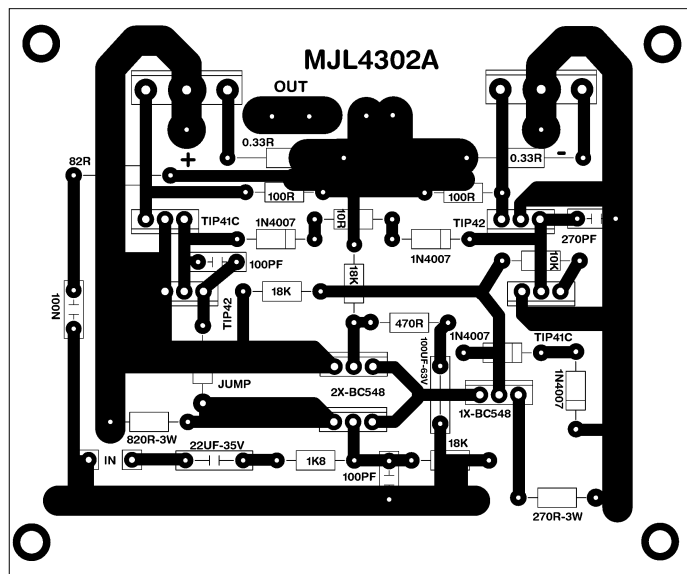 MJL4302A
OUT
82R
+
0.33R
-
0.33R
100R
100R
TIP41C
1N4007
10R
1N4007
TIP42
270PF
100PF
10K
18K
18K
TIP42
100N
470R
100UF-63V
1N4007
TIP41C
JUMP
2X-BC548
1X-BC548
1N4007
820R-3W
22UF-35V
18K
IN
1K8
100PF
270R-3W